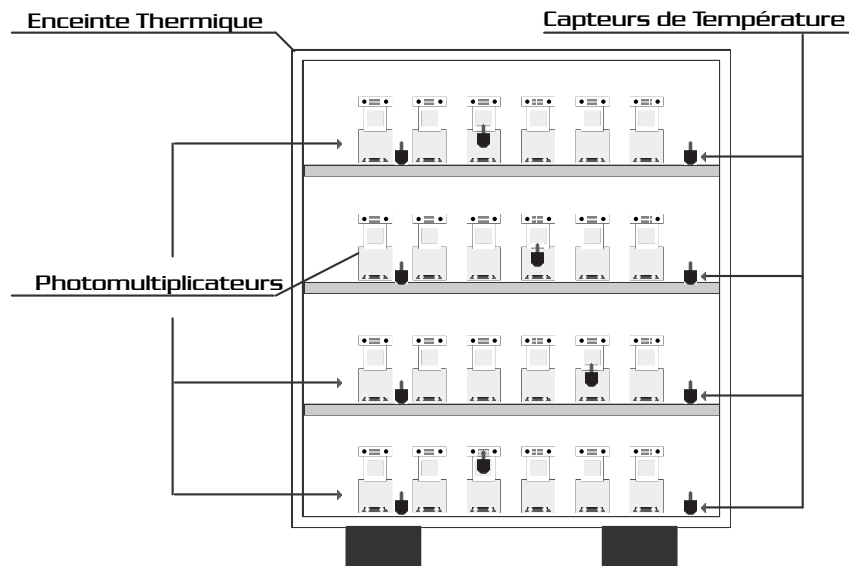 Enceinte Thermique
Capteurs de Température
Photomultiplicateurs